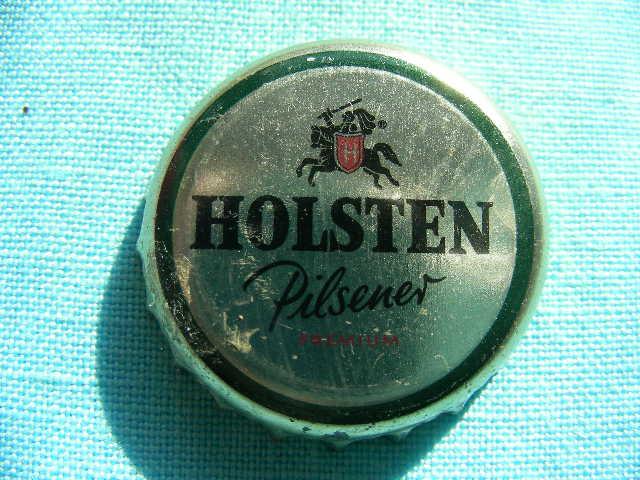 H
HOLSTEN
Pilsener
PREMIUM